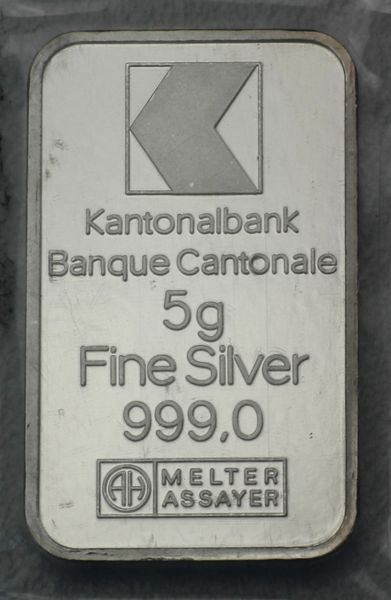 Kantonalbank
Banque Cantonale
5g
Fine Silver
999,0
AH MELTER
ASSAYER